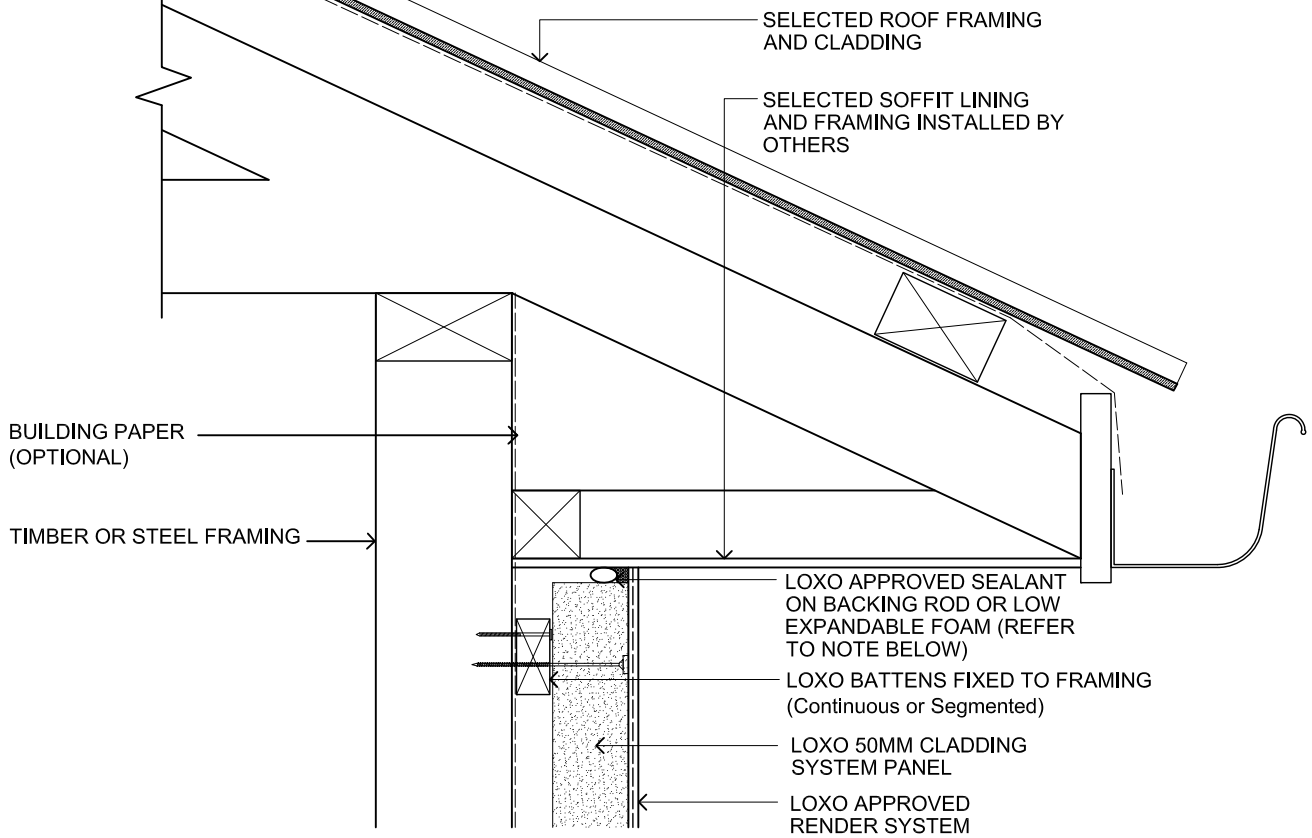 SELECTED ROOF FRAMING
AND CLADDING
SELECTED SOFFIT LINING
AND FRAMING INSTALLED BY
OTHERS
BUILDING PAPER
(OPTIONAL)
TIMBER OR STEEL FRAMING
LOXO APPROVED SEALANT
ON BACKING ROD OR LOW
EXPANDABLE FOAM (REFER
TO NOTE BELOW)
LOXO BATTENS FIXED TO FRAMING
(Continuous or Segmented)
LOXO 50MM CLADDING
SYSTEM PANEL
LOXO APPROVED
RENDER SYSTEM